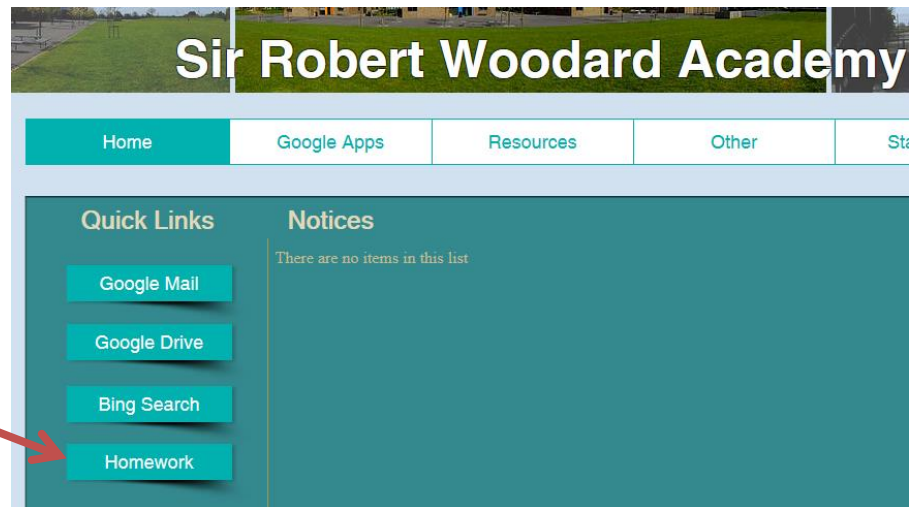 Sir Robert Woodard Academy
Home Google Apps Resources Other Sta
Quick Links Notices
There are no items in this list
Google Mail
Google Drive
Bing Search
Homework